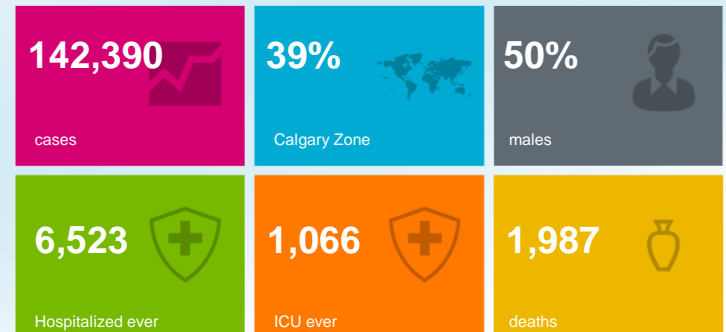 142,390
cases
39%
Calgary Zone
50%
males
6,523
Hospitalized ever
1,066
ICU ever
1,987
deaths